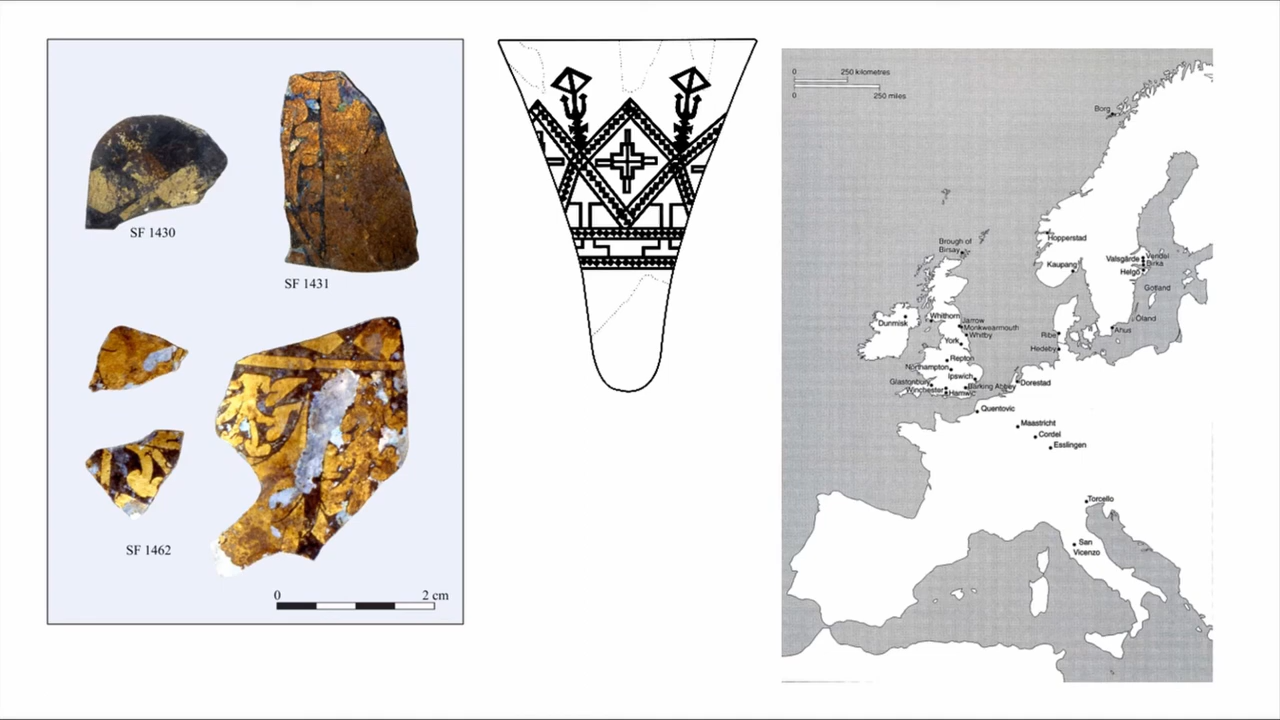 SF 1430
SF 1431
SF 1462
0 2 cm
0 250 kilometres
0 250 miles
Borg
Hopperstad
Brough of
Birsay
Kaupang
Valsgärde
Vendel
Birka
Helgö
Gotland
Öland
Åhus
Dunmisk
Whithorn
Jarrow
Monkwearmouth
Whitby
York
Ribe
Hedeby
Repton
Northampton
Ipswich
Glastonbury
Barking Abbey
Winchester
Hamwic
Dorestad
Quentovic
Maastricht
Cordel
Esslingen
Torcello
San
Vicenzo